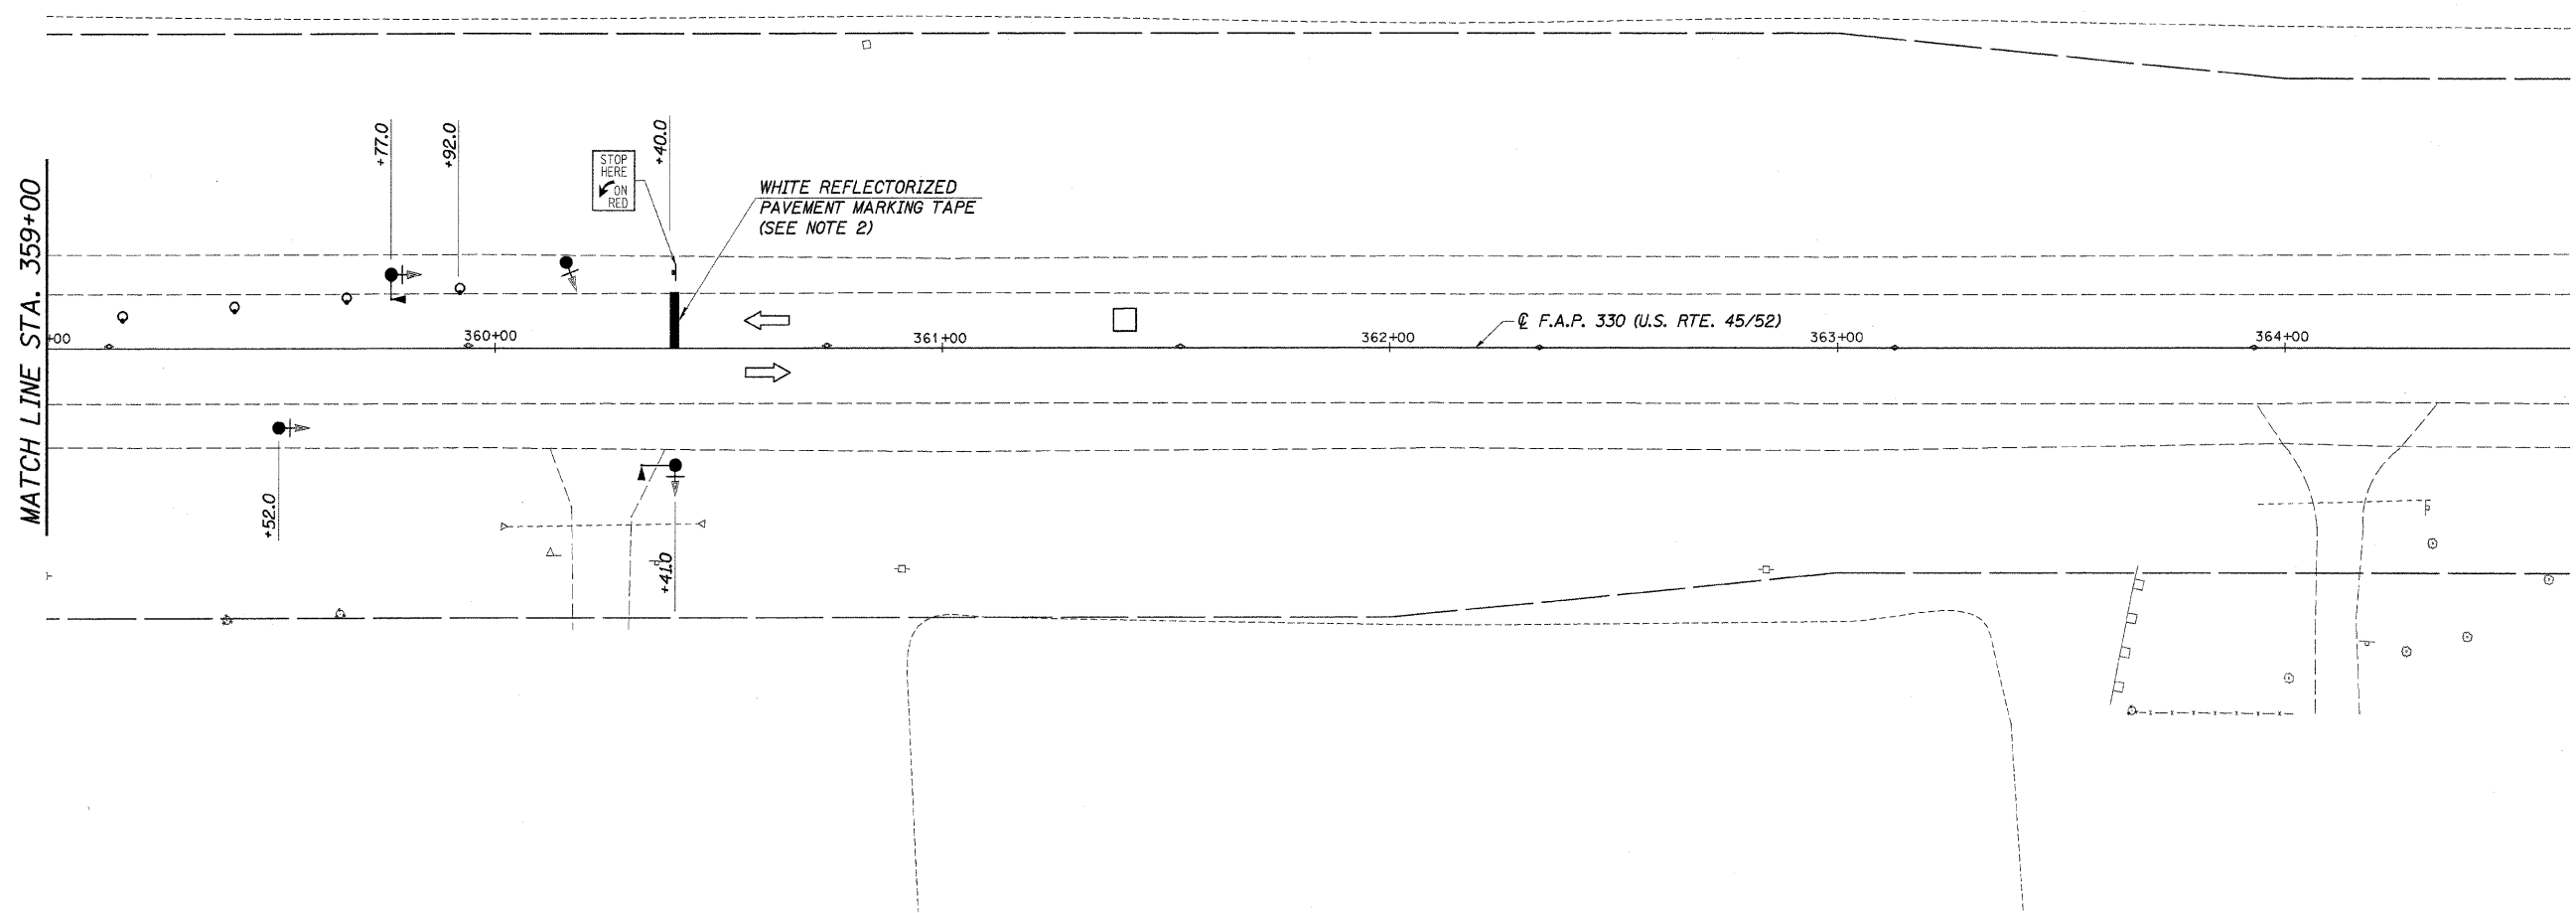 MATCH LINE STA. 359+00
+77.0
+92.0
STOP
HERE
ON
RED
+40.0
WHITE REFLECTORIZED
PAVEMENT MARKING TAPE
(SEE NOTE 2)
+00
360+00
361+00
362+00
℄ F.A.P. 330 (U.S. RTE. 45/52)
363+00
364+00
+52.0
+41.0